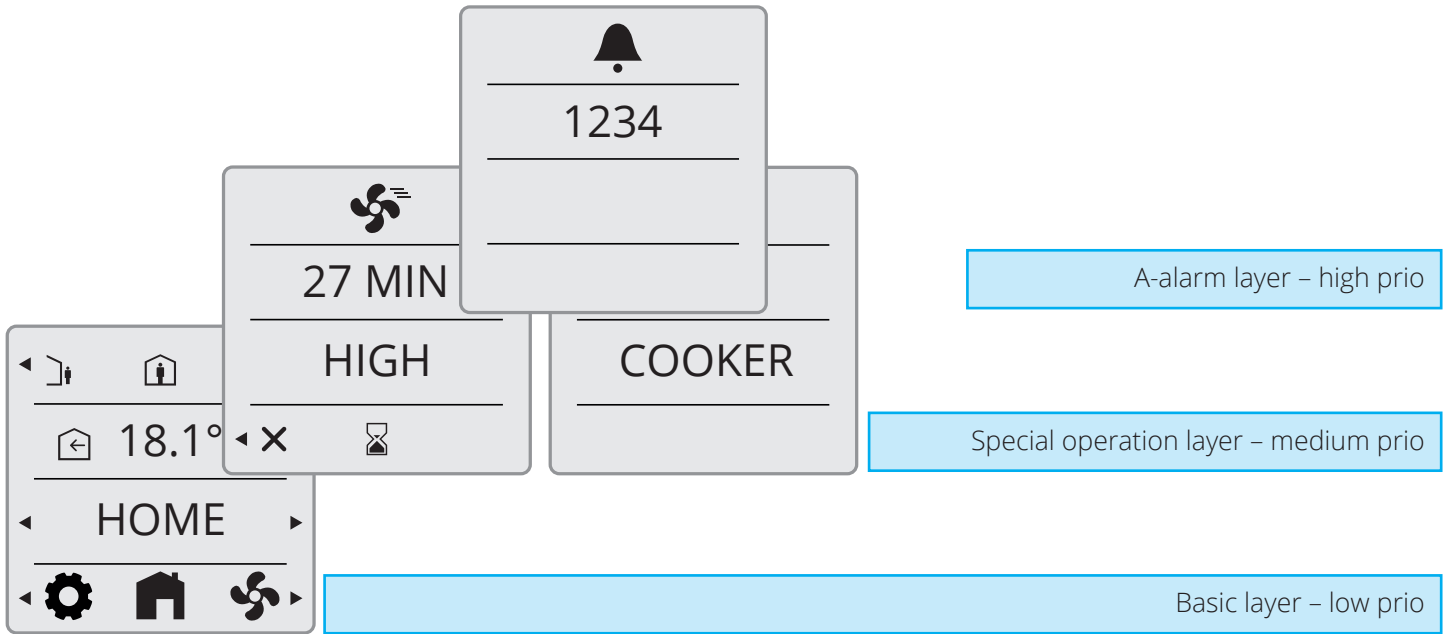 1234
27 MIN
HIGH
COOKER
18.1°
HOME
A-alarm layer – high prio
Special operation layer – medium prio
Basic layer – low prio